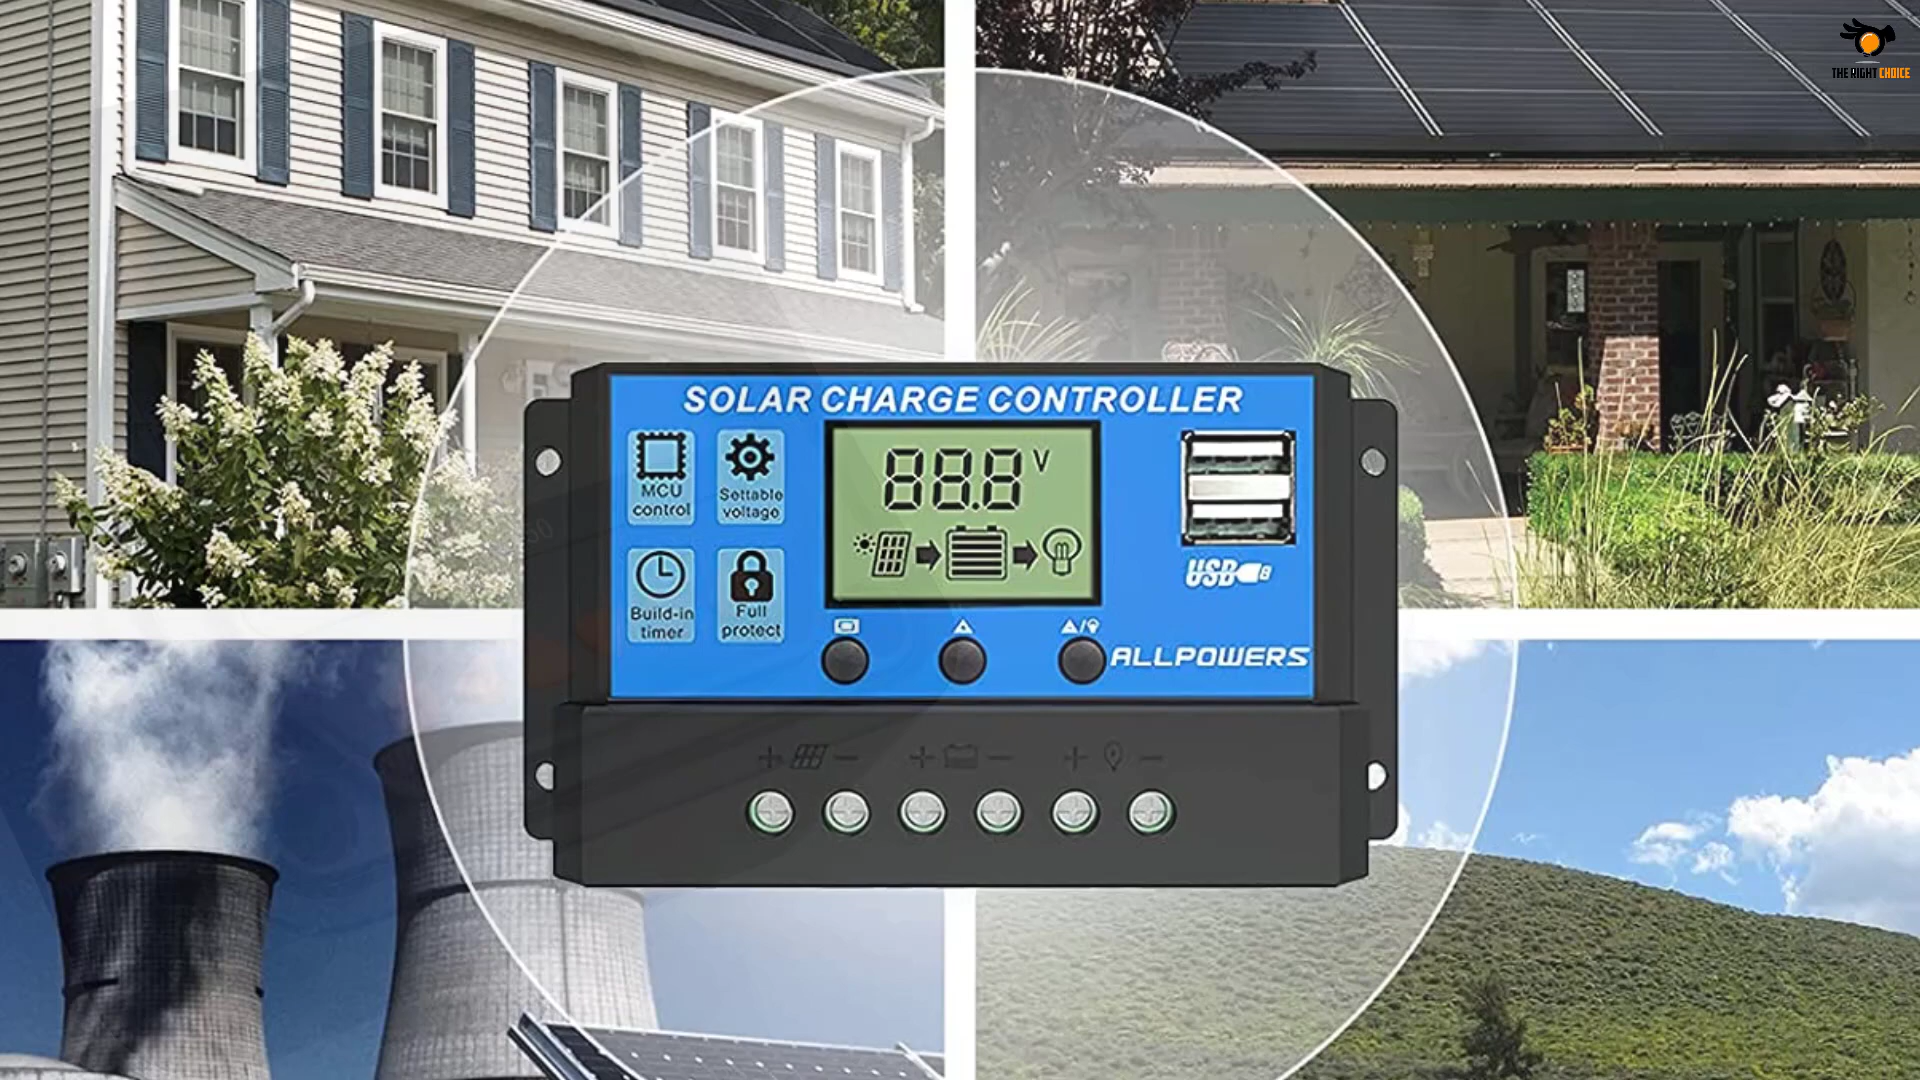 THE RIGHT CHOICE
SOLAR CHARGE CONTROLLER
MCU
control
Settable
voltage
88.8 V
Build-in
timer
Full
protect
USB
ALLPOWERS